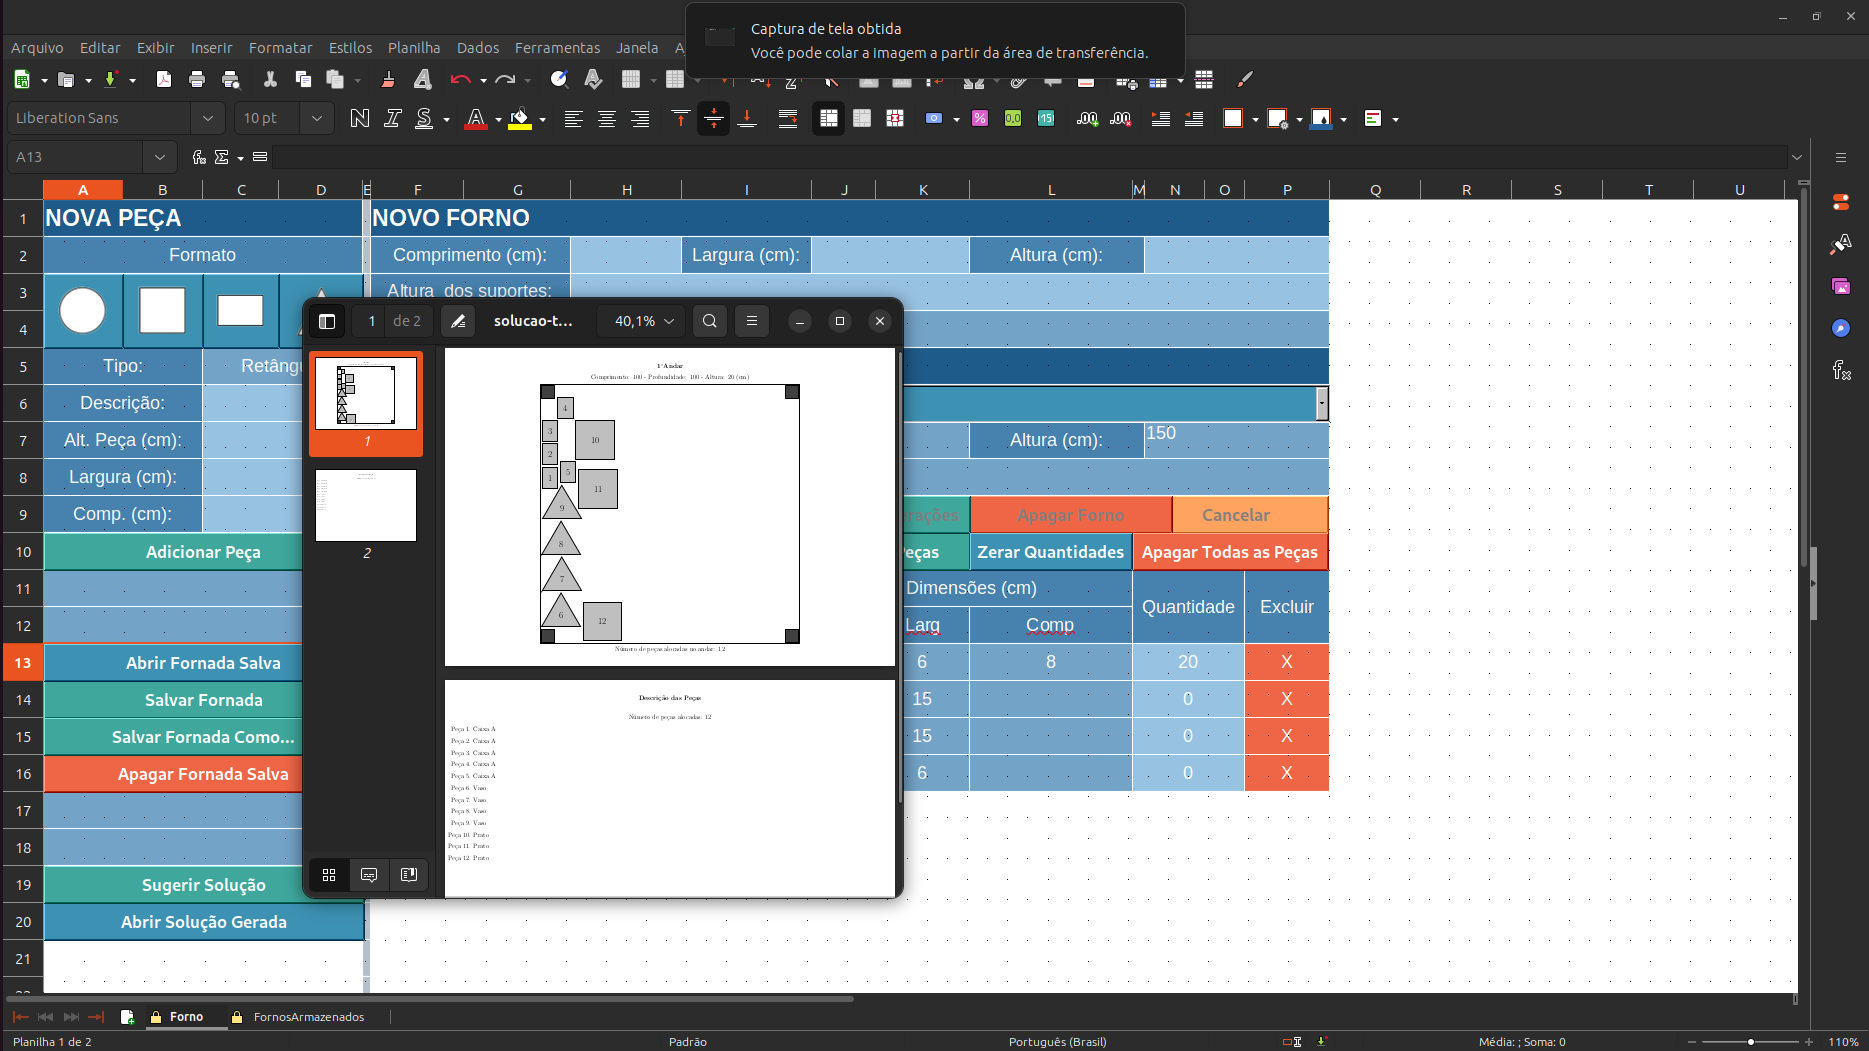 Captura de tela obtida
Você pode colar a imagem a partir da área de transferência.
Arquivo Editar Exibir Inserir Formatar Estilos Planilha Dados Ferramentas Janela A
Liberation Sans 10 pt
A13
A B C D E F G H I J K L M N O P Q R S T U
1 NOVA PEÇA NOVO FORNO
2 Formato Comprimento (cm): Largura (cm): Altura (cm):
3 Altura dos suportes:
4
1 de 2 solucao-t... 40,1%
5 Tipo: Retângu
6 Descrição:
7 Alt. Peça (cm): Altura (cm): 150
8 Largura (cm):
9 Comp. (cm): erações Apagar Forno Cancelar
10 Adicionar Peça Peças Zerar Quantidades Apagar Todas as Peças
11 Dimensões (cm) Quantidade Excluir
12 Larg Comp
13 Abrir Fornada Salva 6 8 20 X
14 Salvar Fornada 15 0 X
15 Salvar Fornada Como... 15 0 X
16 Apagar Fornada Salva 6 0 X
17
18
19 Sugerir Solução
20 Abrir Solução Gerada
21
1
2
1°Andar
Comprimento: 100 - Profundidade: 100 - Altura: 20 (cm)
4
3
10
2
5
1
11
9
8
7
6
12
Número de peças alocadas no andar: 12
Descrição das Peças
Número de peças alocadas: 12
Peça 1. Caixa A
Peça 2. Caixa A
Peça 3. Caixa A
Peça 4. Caixa A
Peça 5. Caixa A
Peça 6. Vaso
Peça 7. Vaso
Peça 8. Vaso
Peça 9. Vaso
Peça 10. Prato
Peça 11. Prato
Peça 12. Prato
Forno FornosArmazenados
Planilha 1 de 2 Padrão Português (Brasil) Média: ; Soma: 0 110%